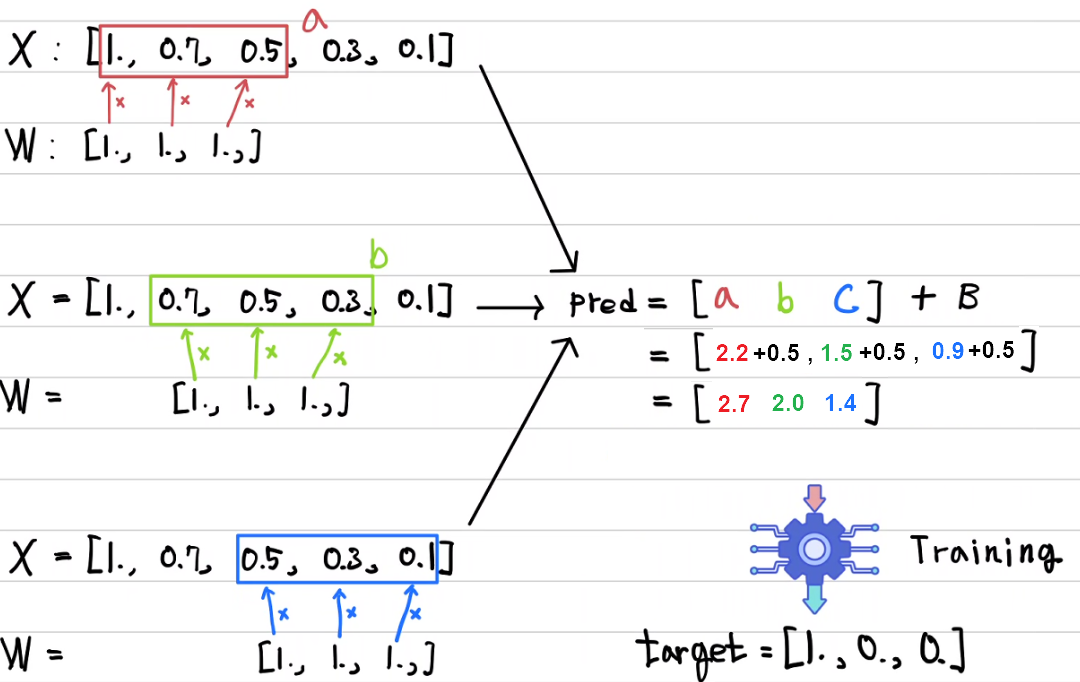 a
X : [1., 0.7, 0.5, 0.3, 0.1]
x x x
W : [1., 1., 1.,]
b
X = [1., 0.7, 0.5, 0.3, 0.1]
x x x
W = [1., 1., 1.,]
X = [1., 0.7, 0.5, 0.3, 0.1]
x x x
W = [1., 1., 1.,]
pred = [a b c] + B
= [2.2+0.5, 1.5+0.5, 0.9+0.5]
= [2.7 2.0 1.4]
Training
target = [1., 0., 0.]